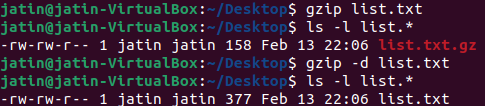 jatin@jatin-VirtualBox:~/Desktop$ gzip list.txt
jatin@jatin-VirtualBox:~/Desktop$ ls -l list.*
-rw-rw-r-- 1 jatin jatin 158 Feb 13 22:06 list.txt.gz
jatin@jatin-VirtualBox:~/Desktop$ gzip -d list.txt
jatin@jatin-VirtualBox:~/Desktop$ ls -l list.*
-rw-rw-r-- 1 jatin jatin 377 Feb 13 22:06 list.txt